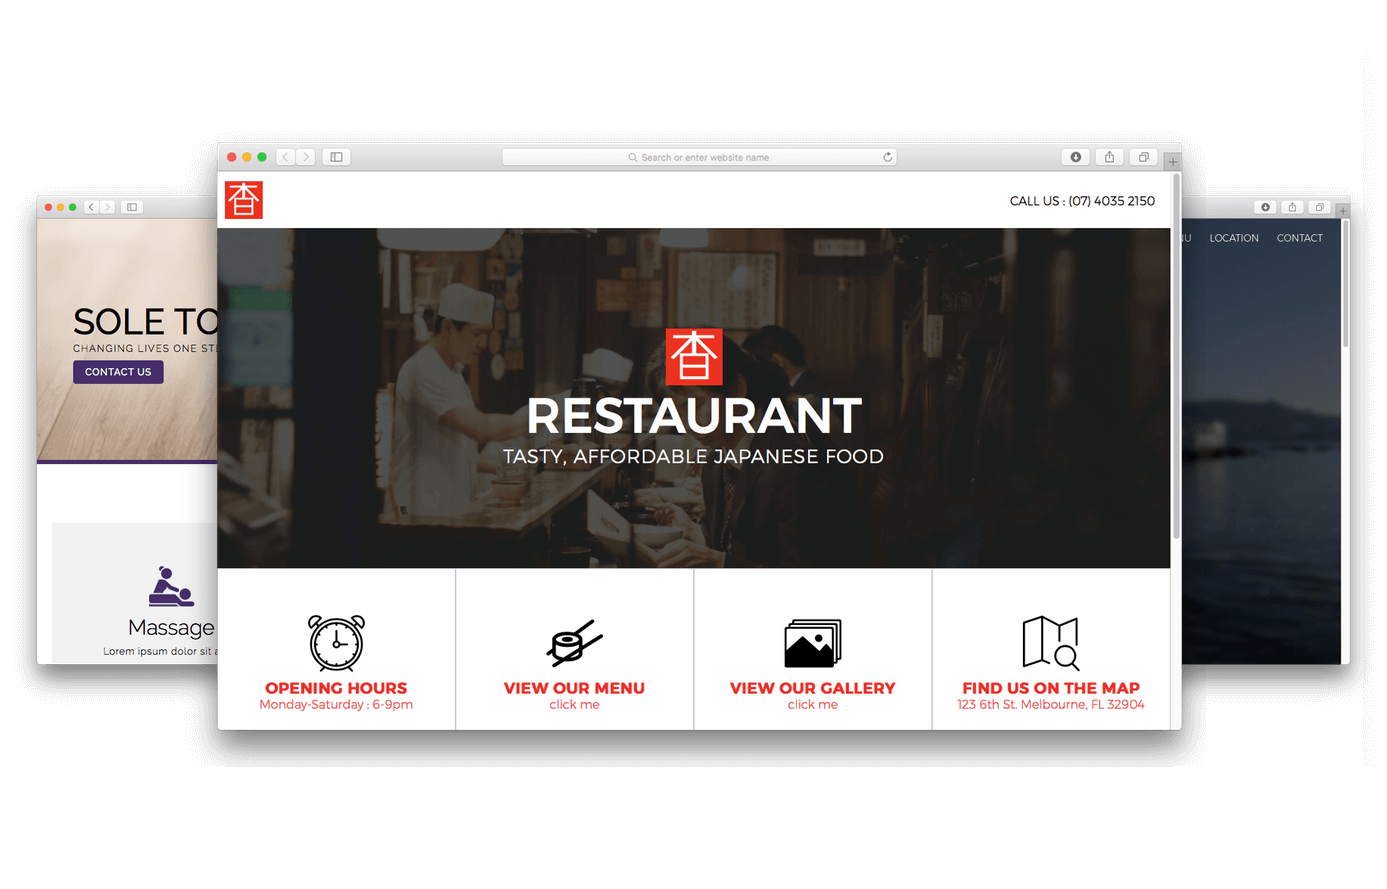 Search or enter website name
CALL US : (07) 4035 2150
杏
RESTAURANT
TASTY, AFFORDABLE JAPANESE FOOD
OPENING HOURS
Monday-Saturday : 6-9pm
VIEW OUR MENU
click me
VIEW OUR GALLERY
click me
FIND US ON THE MAP
123 6th St. Melbourne, FL 32904
SOLE TO
CHANGING LIVES ONE
CONTACT US
Massage
Lorem ipsum dolor sit
LOCATION
CONTACT